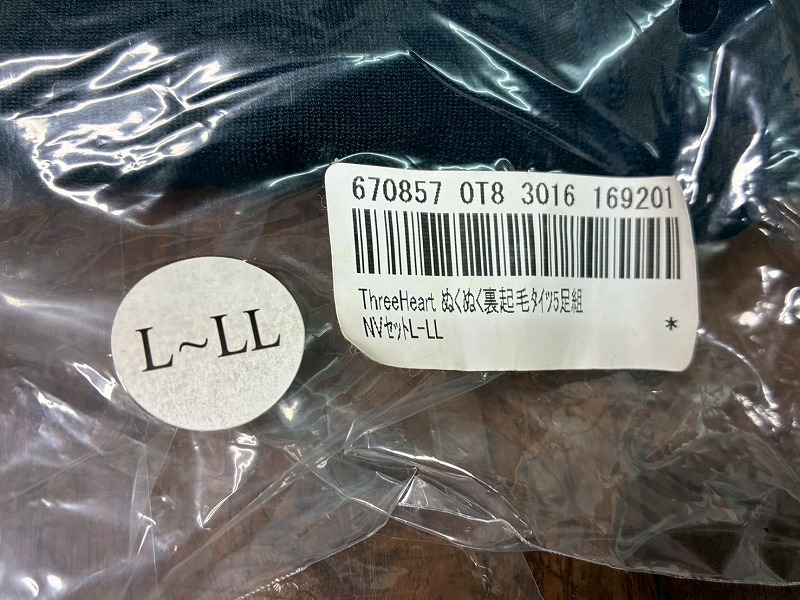 670857 0T8 3016 169201
ThreeHeart ぬくぬく裏起毛タイツ5足組
NVセットL-LL
*
L~LL